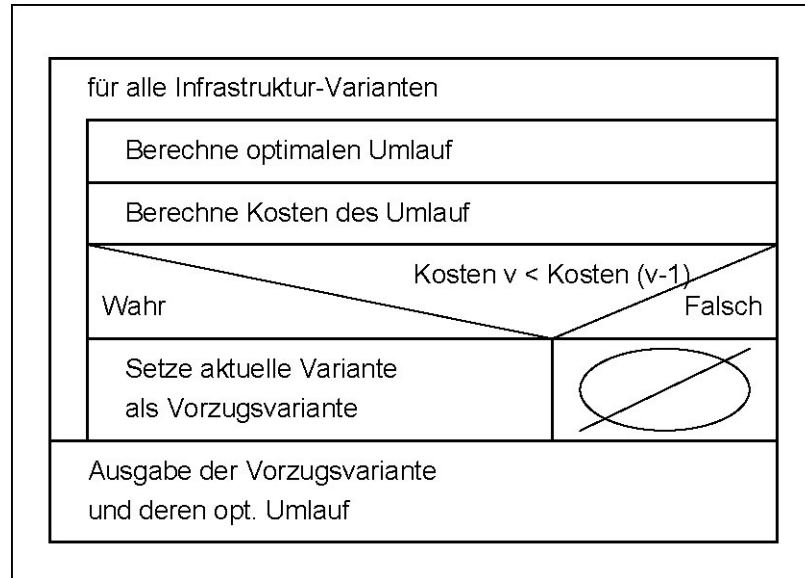 für alle Infrastruktur-Varianten
Berechne optimalen Umlauf
Berechne Kosten des Umlauf
Kosten v < Kosten (v-1)
Wahr
Falsch
Setze aktuelle Variante
als Vorzugsvariante
Ausgabe der Vorzugsvariante
und deren opt. Umlauf